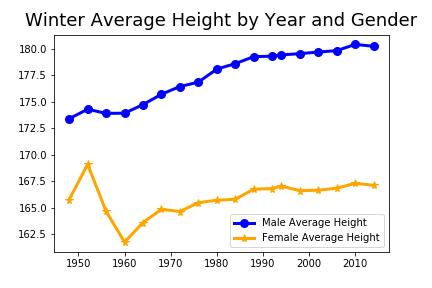 Winter Average Height by Year and Gender
180.0
177.5
175.0
172.5
170.0
167.5
165.0
162.5
Male Average Height
Female Average Height
1950 1960 1970 1980 1990 2000 2010